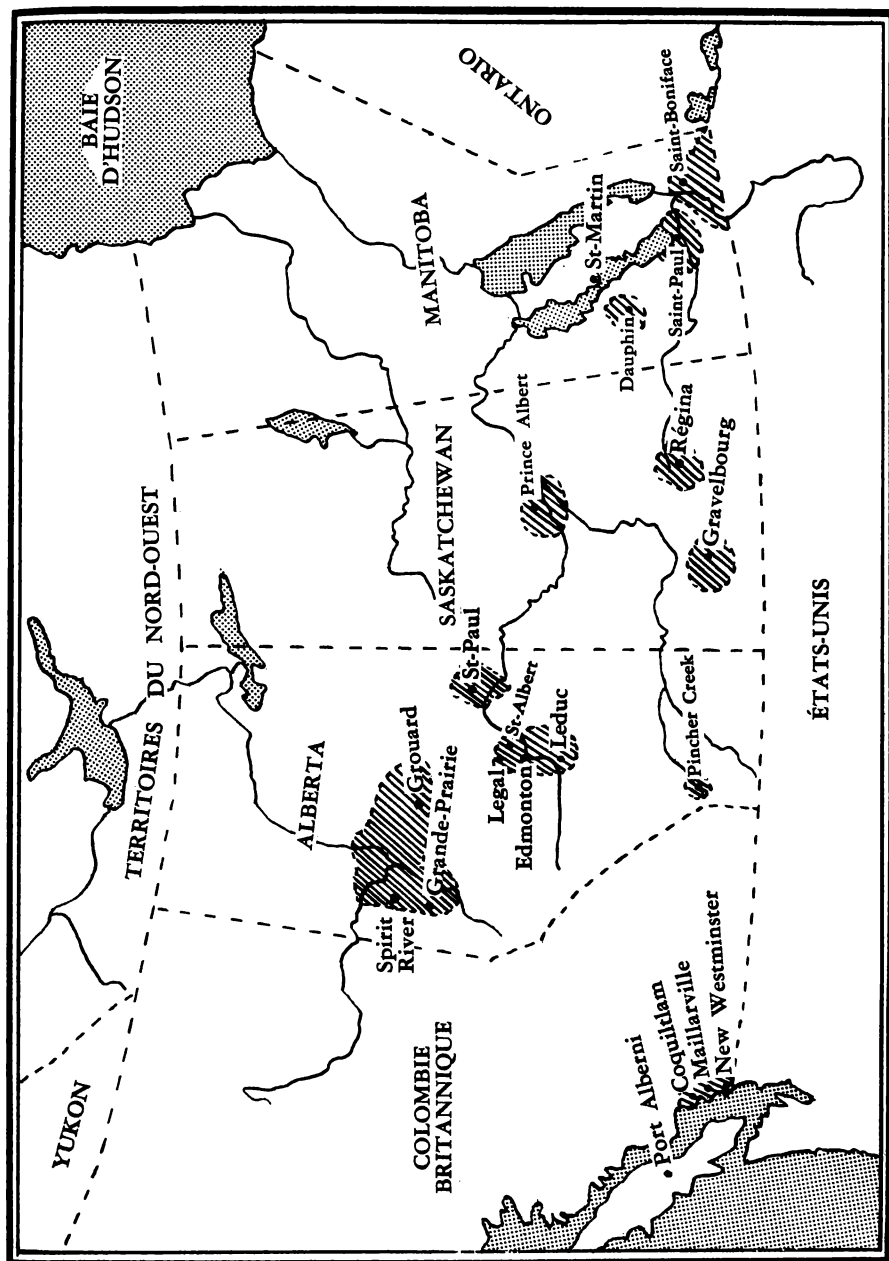 YUKON
TERRITOIRES DU NORD-OUEST
BAIE
D'HUDSON
COLOMBIE
BRITANNIQUE
ALBERTA
SASKATCHEWAN
MANITOBA
ONTARIO
Spirit
River
Grouard
Grande-Prairie
St-Paul
Legal
St-Albert
Edmonton
Leduc
Prince Albert
St-Martin
Dauphin
Saint-Paul
Saint-Boniface
Régina
Gravelbourg
Pincher Creek
Port Alberni
Coquiltlam
Maillarville
New Westminster
ÉTATS-UNIS